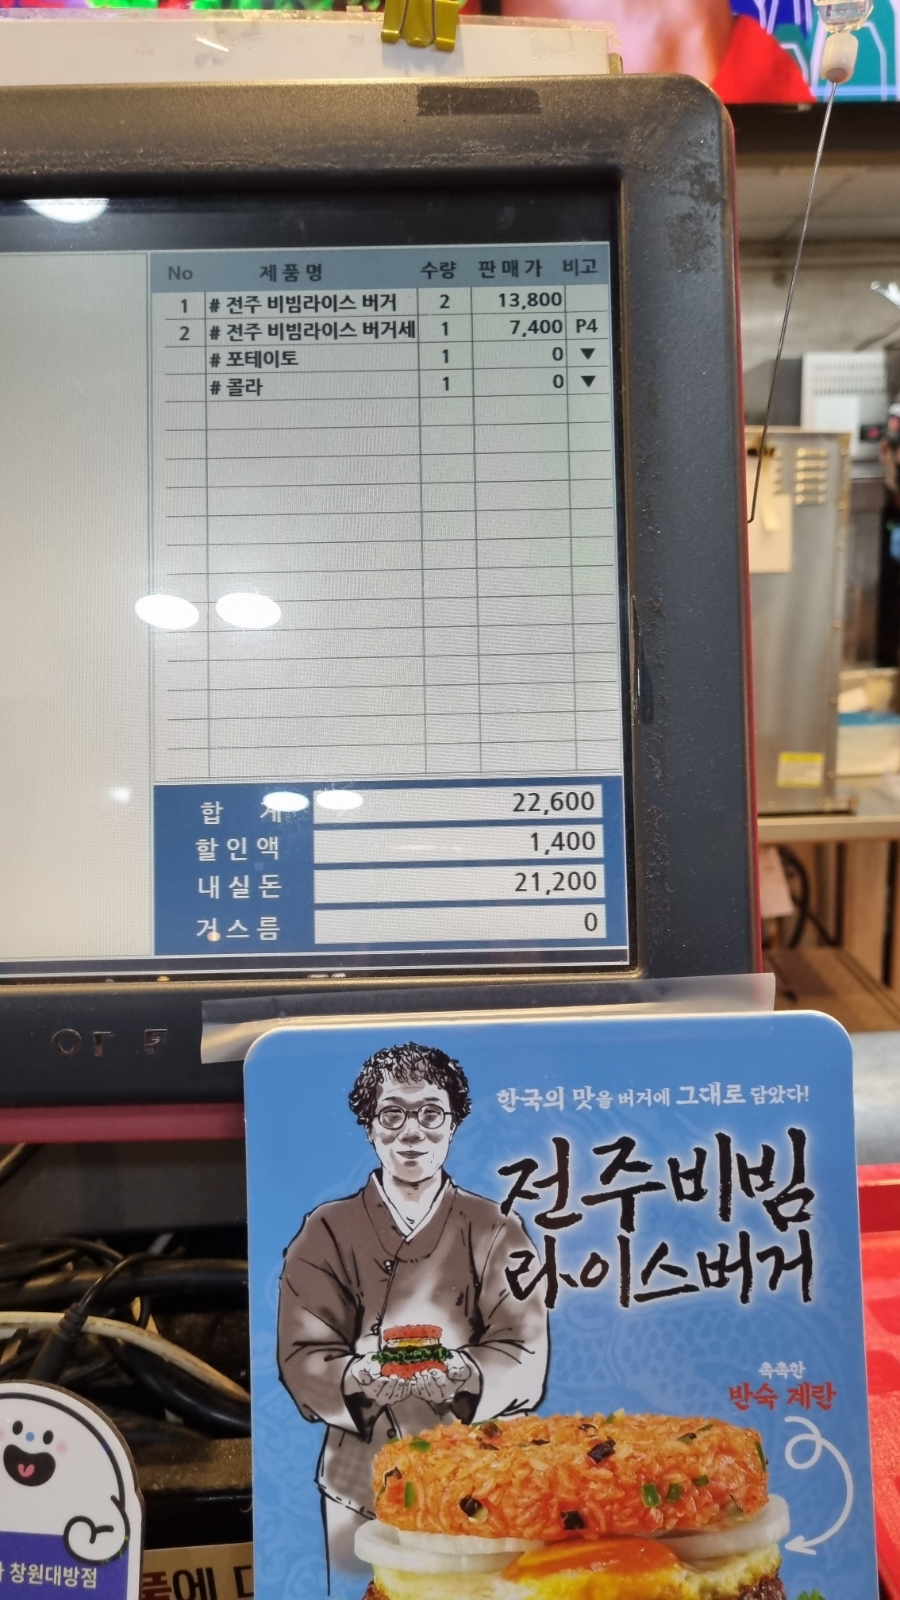 No 제품명 수량 판매가 비고
1 # 전주 비빔라이스 버거 2 13,800
2 # 전주 비빔라이스 버거세 1 7,400 P4
# 포테이토 1 0 ▼
# 콜라 1 0 ▼
합 계 22,600
할인액 1,400
내실돈 21,200
거스름 0
한국의 맛을 버거에 그대로 담았다!
전주비빔
라이스버거
촉촉한
반숙 계란
창원대방점
에